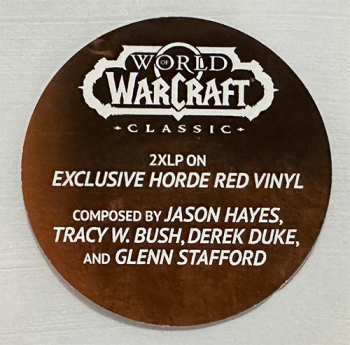 WORLD
OF
WARCRAFT
CLASSIC
2XLP ON
EXCLUSIVE HORDE RED VINYL
COMPOSED BY JASON HAYES,
TRACY W. BUSH, DEREK DUKE,
AND GLENN STAFFORD